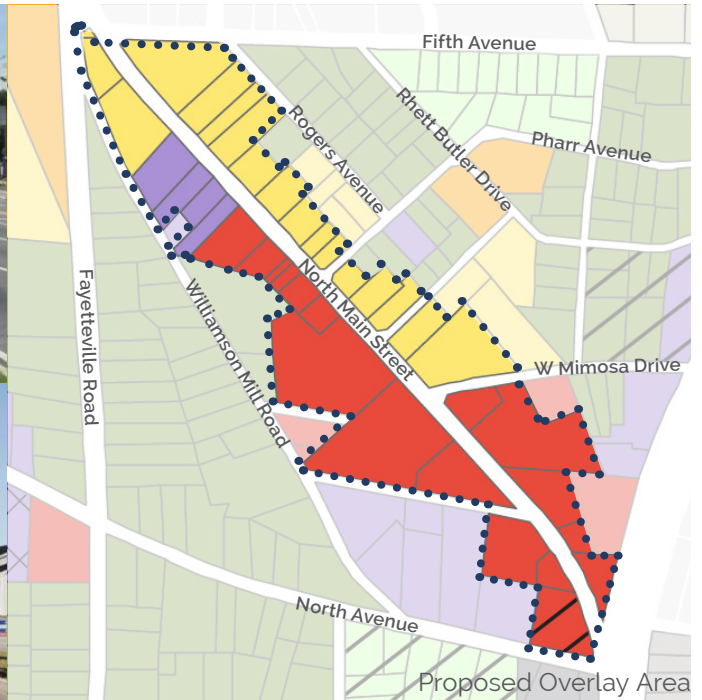 Fifth Avenue
Rogers Avenue
Rhett Butler Drive
Pharr Avenue
Fayetteville Road
Williamson Mill Road
North Main Street
W Mimosa Drive
North Avenue
Proposed Overlay Area